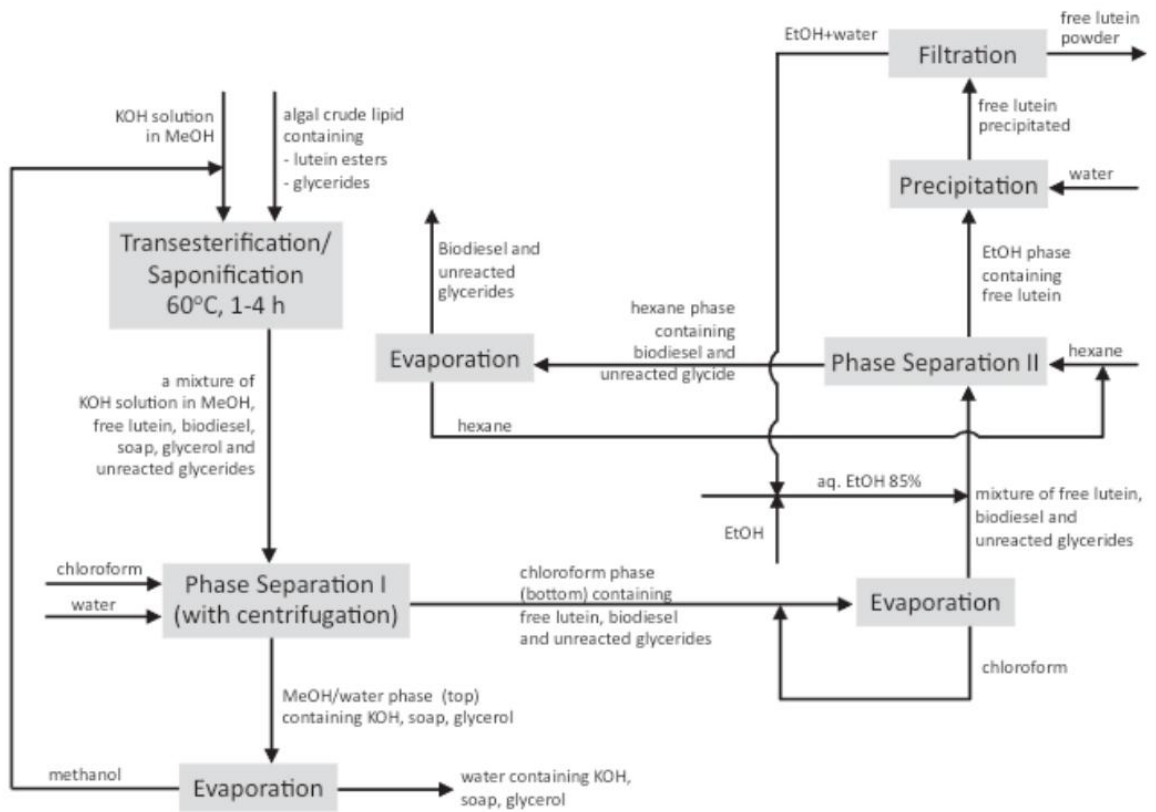 EtOH+water
free lutein
powder
Filtration
KOH solution
in MeOH
algal crude lipid
containing
- lutein esters
- glycerides
free lutein
precipitated
Precipitation
water
Transesterification/
Saponification
60°C, 1-4 h
Biodiesel and
unreacted
glycerides
EtOH phase
containing
free lutein
hexane phase
containing
biodiesel and
unreacted glycide
Evaporation
Phase Separation II
hexane
a mixture of
KOH solution in MeOH,
free lutein, biodiesel,
soap, glycerol and
unreacted glycerides
hexane
aq. EtOH 85%
EtOH
mixture of free lutein,
biodiesel and
unreacted glycerides
chloroform
water
Phase Separation I
(with centrifugation)
chloroform phase
(bottom) containing
free lutein, biodiesel
and unreacted glycerides
Evaporation
chloroform
MeOH/water phase (top)
containing KOH, soap, glycerol
methanol
Evaporation
water containing KOH,
soap, glycerol